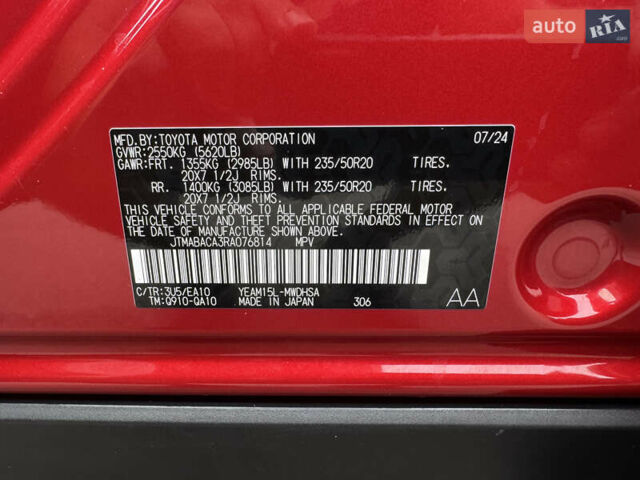 auto RIA.com
MFD.BY:TOYOTA MOTOR CORPORATION 07/24
GVWR:2550KG (5620LB)
GAWR:FRT. 1355KG (2985LB) WITH 235/50R20 TIRES.
20X7 1/2J RIMS.
RR. 1400KG (3085LB) WITH 235/50R20 TIRES.
20X7 1/2J RIMS.
THIS VEHICLE CONFORMS TO ALL APPLICABLE FEDERAL MOTOR
VEHICLE SAFETY AND THEFT PREVENTION STANDARDS IN EFFECT
ON THE DATE OF MANUFACTURE SHOWN ABOVE.
JTMABACA3RA076814 MPV
C/TR:3U5/EA10 YEAM15L-MWDHSA
TM:Q910-QA10 MADE IN JAPAN 306 AA